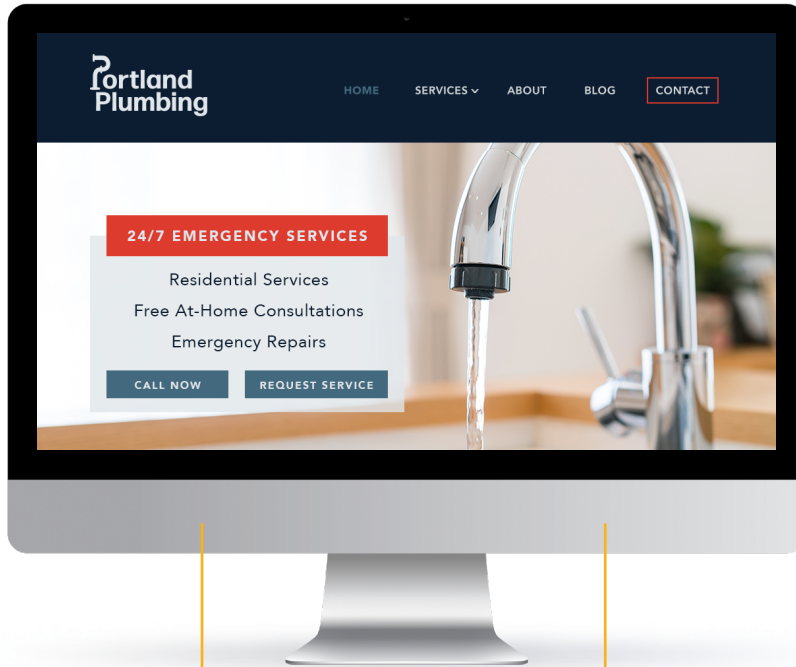 Portland
Plumbing
HOME
SERVICES
ABOUT
BLOG
CONTACT
24/7 EMERGENCY SERVICES
Residential Services
Free At-Home Consultations
Emergency Repairs
CALL NOW
REQUEST SERVICE